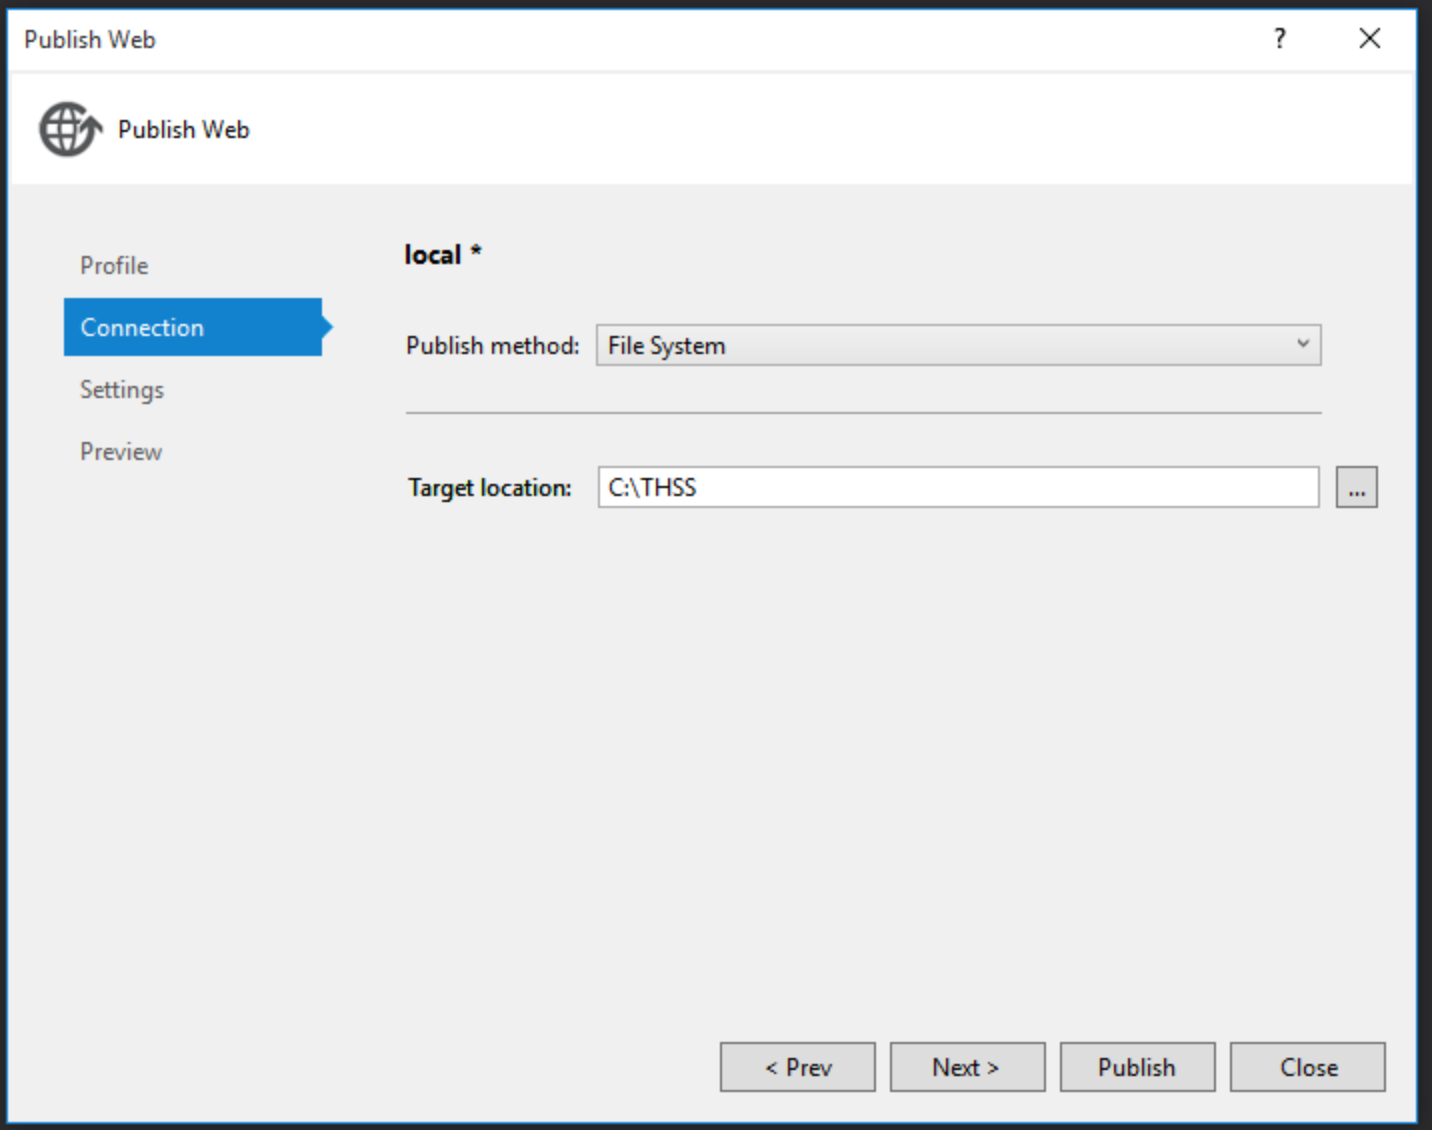 Publish Web
?
Publish Web
Profile
Connection
Settings
Preview
local *
Publish method: File System
Target location: C:\THSS ...
< Prev Next > Publish Close